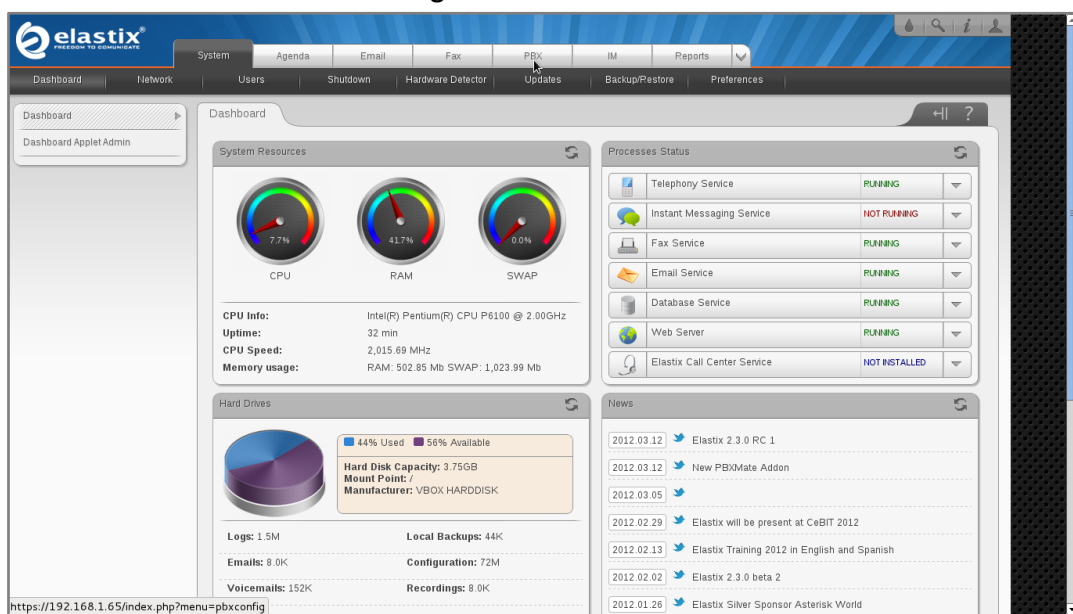 elastix®
FREEDOM TO COMMUNICATE
System Agenda Email Fax PBX IM Reports
Dashboard Network Users Shutdown Hardware Detector Updates Backup/Restore Preferences
Dashboard
Dashboard Applet Admin
Dashboard
System Resources
7.7% 41.7% 0.0%
CPU RAM SWAP
CPU Info: Intel(R) Pentium(R) CPU P6100 @ 2.00GHz
Uptime: 32 min
CPU Speed: 2,015.69 MHz
Memory usage: RAM: 502.85 Mb SWAP: 1,023.99 Mb
Processes Status
Telephony Service RUNNING
Instant Messaging Service NOT RUNNING
Fax Service RUNNING
Email Service RUNNING
Database Service RUNNING
Web Server RUNNING
Elastix Call Center Service NOT INSTALLED
Hard Drives
44% Used 56% Available
Hard Disk Capacity: 3.75GB
Mount Point: /
Manufacturer: VBOX HARDDISK
Logs: 1.5M Local Backups: 44K
Emails: 8.0K Configuration: 72M
Voicemails: 152K Recordings: 8.0K
News
2012.03.12 Elastix 2.3.0 RC 1
2012.03.12 New PBXMate Addon
2012.03.05
2012.02.29 Elastix will be present at CeBIT 2012
2012.02.13 Elastix Training 2012 in English and Spanish
2012.02.02 Elastix 2.3.0 beta 2
2012.01.26 Elastix Silver Sponsor Asterisk World
https://192.168.1.65/index.php?menu=pbxconfig